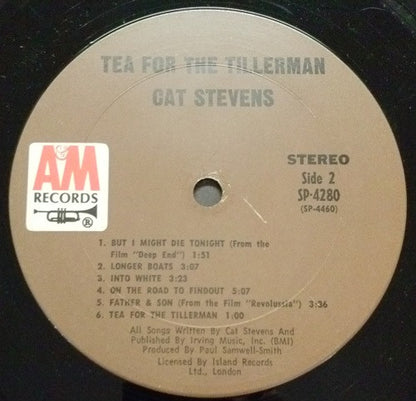 TEA FOR THE TILLERMAN
CAT STEVENS
A&M
RECORDS
®
STEREO
Side 2
SP-4280
(SP-4460)
1. BUT I MIGHT DIE TONIGHT (From the
Film "Deep End") 1:51
2. LONGER BOATS 3:07
3. INTO WHITE 3:23
4. ON THE ROAD TO FINDOUT 5:07
5. FATHER & SON (From the Film "Revolussia") 3:36
6. TEA FOR THE TILLERMAN 1:00
All Songs Written By Cat Stevens And
Published By Irving Music, Inc. (BMI)
Produced By Paul Samwell-Smith
Licensed By Island Records
Ltd., London